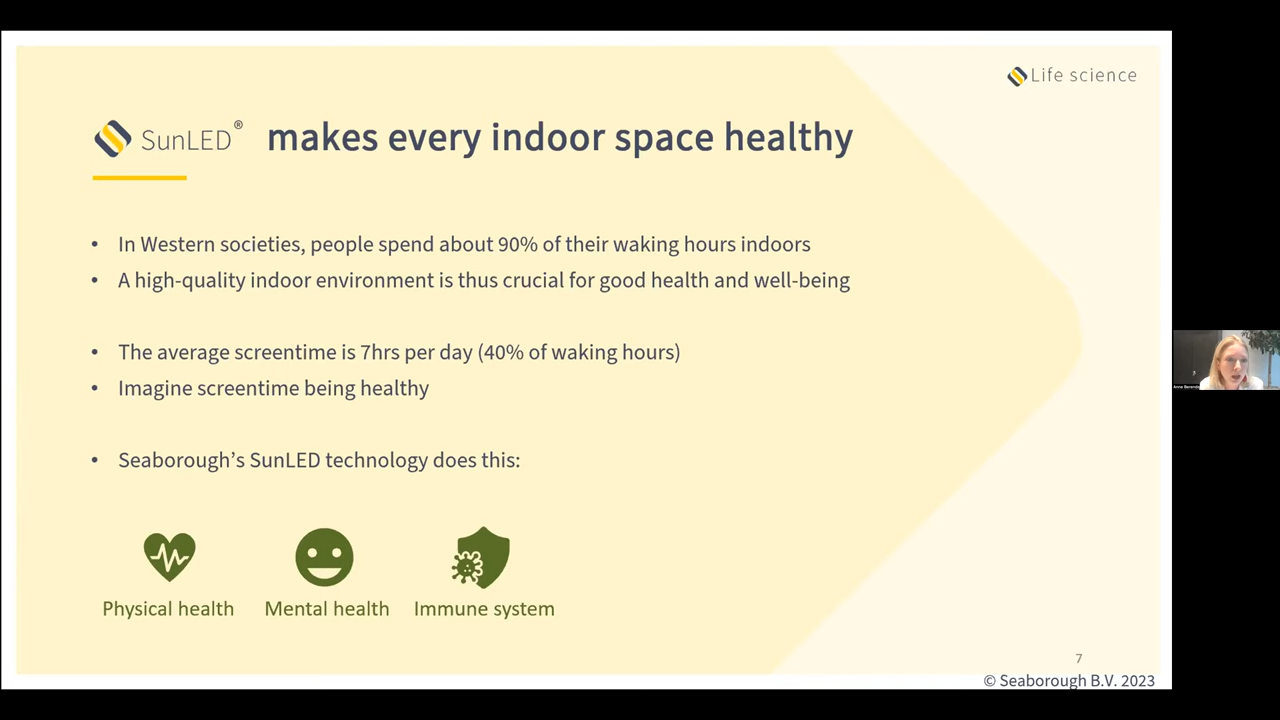 Life science
SunLED® makes every indoor space healthy
• In Western societies, people spend about 90% of their waking hours indoors
• A high-quality indoor environment is thus crucial for good health and well-being
• The average screentime is 7hrs per day (40% of waking hours)
• Imagine screentime being healthy
• Seaborough’s SunLED technology does this:
Physical health Mental health Immune system
7
© Seaborough B.V. 2023